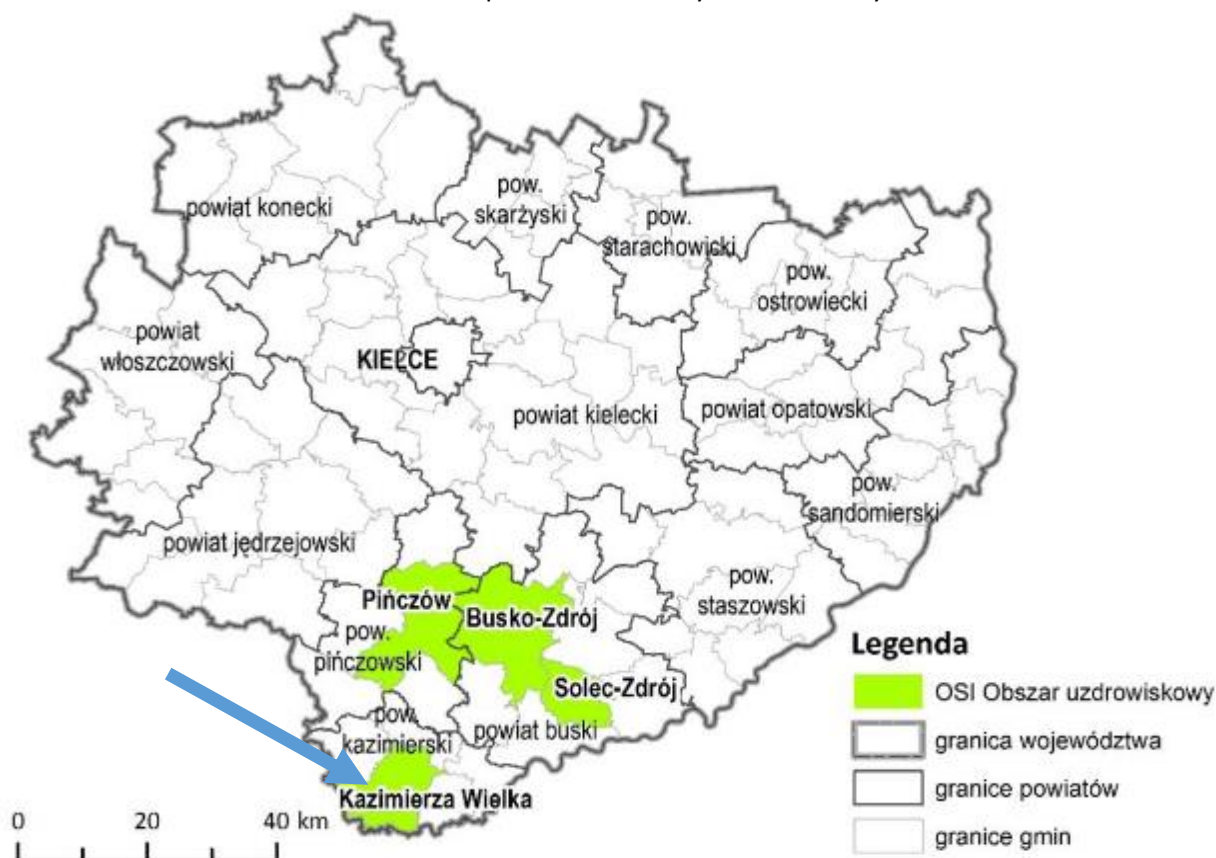 powiat konecki
pow.
skarżyski
pow.
starachowicki
pow.
ostrowiecki
powiat
włoszczowski
KIELCE
powiat kielecki
powiat opatowski
pow.
sandomierski
powiat jędrzejowski
pow.
staszowski
Pińczów
Busko-Zdrój
pow.
pińczowski
Solec-Zdrój
pow.
kazimierski
powiat buski
Kazimierza Wielka
0 20 40 km
Legenda
OSI Obszar uzdrowiskowy
granica województwa
granice powiatów
granice gmin